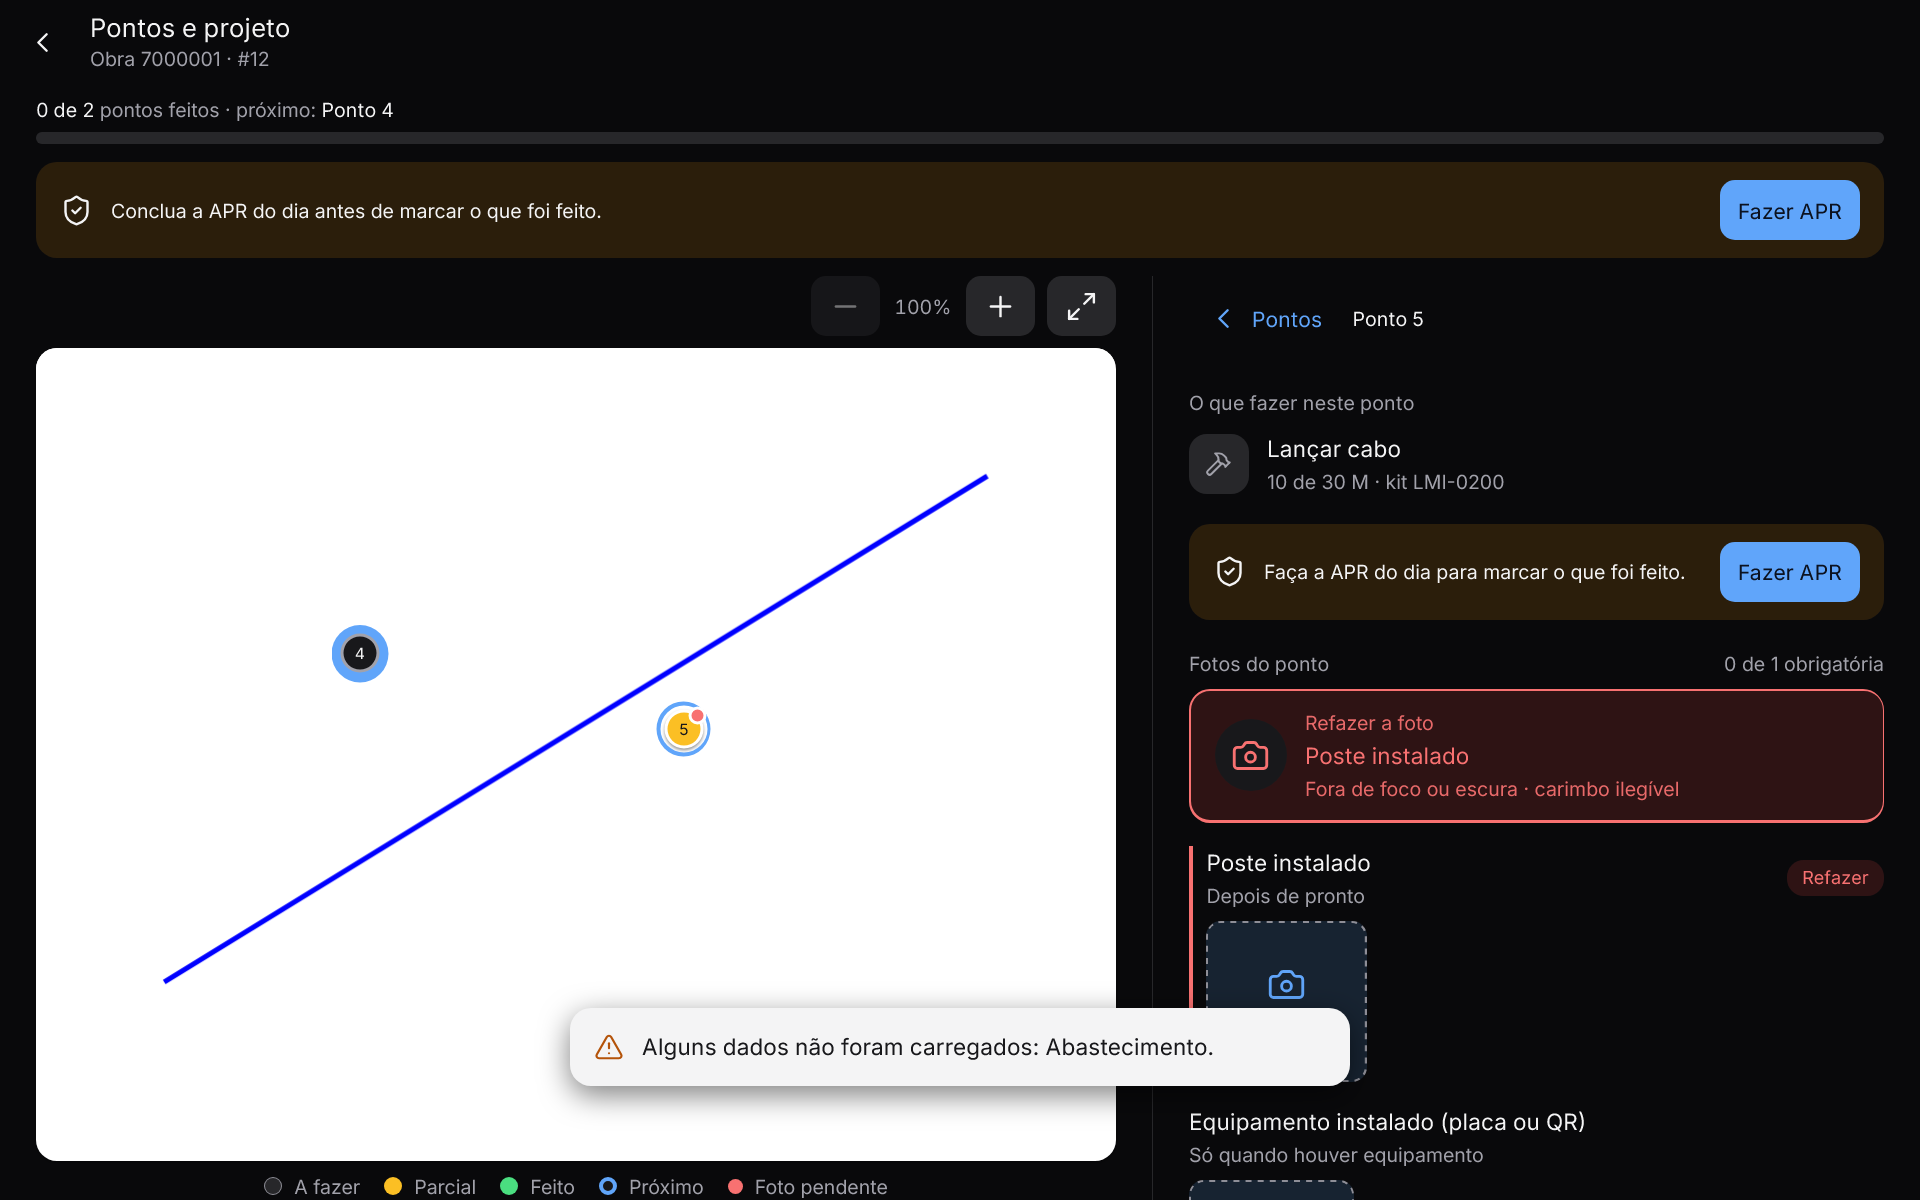 Pontos e projeto
Obra 7000001 · #12
0 de 2 pontos feitos · próximo: Ponto 4
Conclua a APR do dia antes de marcar o que foi feito.
Fazer APR
100%
4
5
A fazer
Parcial
Feito
Próximo
Foto pendente
Pontos
Ponto 5
O que fazer neste ponto
Lançar cabo
10 de 30 M · kit LMI-0200
Faça a APR do dia para marcar o que foi feito.
Fazer APR
Fotos do ponto
0 de 1 obrigatória
Refazer a foto
Poste instalado
Fora de foco ou escura · carimbo ilegível
Poste instalado
Depois de pronto
Refazer
Alguns dados não foram carregados: Abastecimento.
Equipamento instalado (placa ou QR)
Só quando houver equipamento